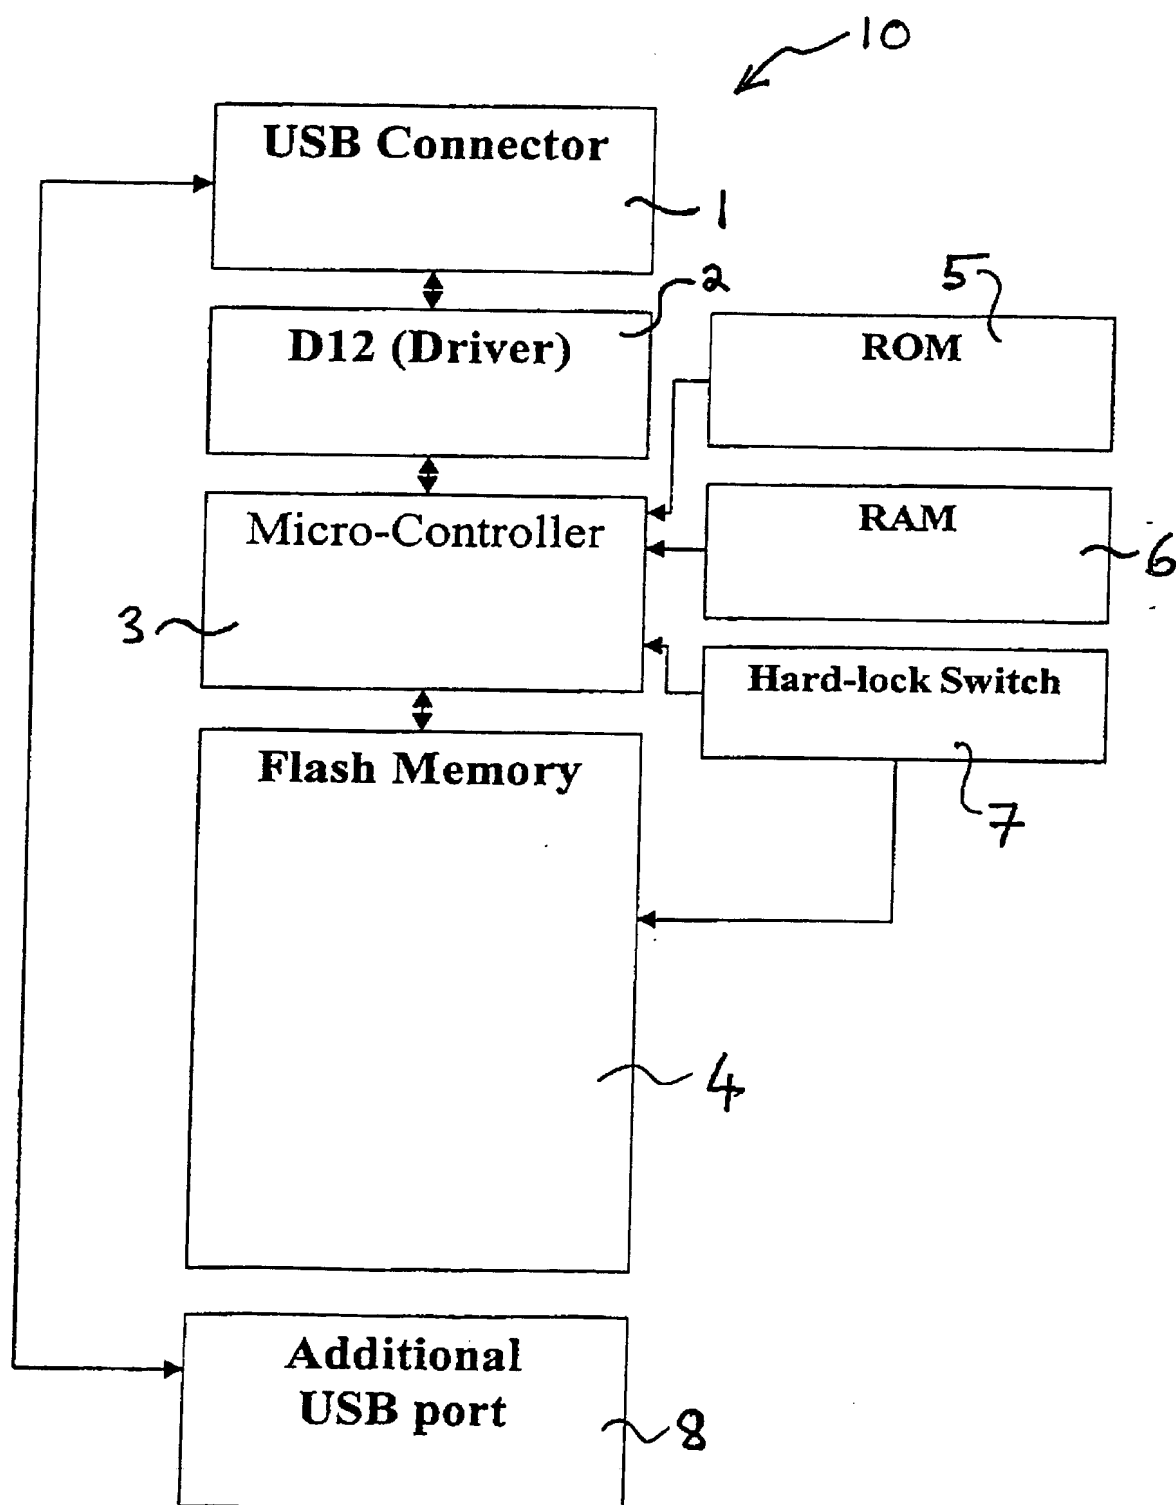 10
USB Connector
1
2
D12 (Driver)
5
ROM
Micro-Controller
3
RAM
6
Hard-lock Switch
7
Flash Memory
4
Additional
USB port
8